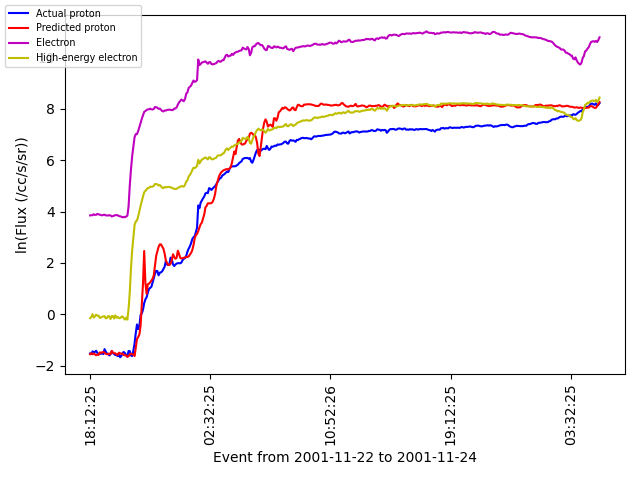 Actual proton
Predicted proton
Electron
High-energy electron
ln(Flux (/cc/s/sr))
8
6
4
2
0
−2
18:12:25
02:32:25
10:52:26
19:12:25
03:32:25
Event from 2001-11-22 to 2001-11-24